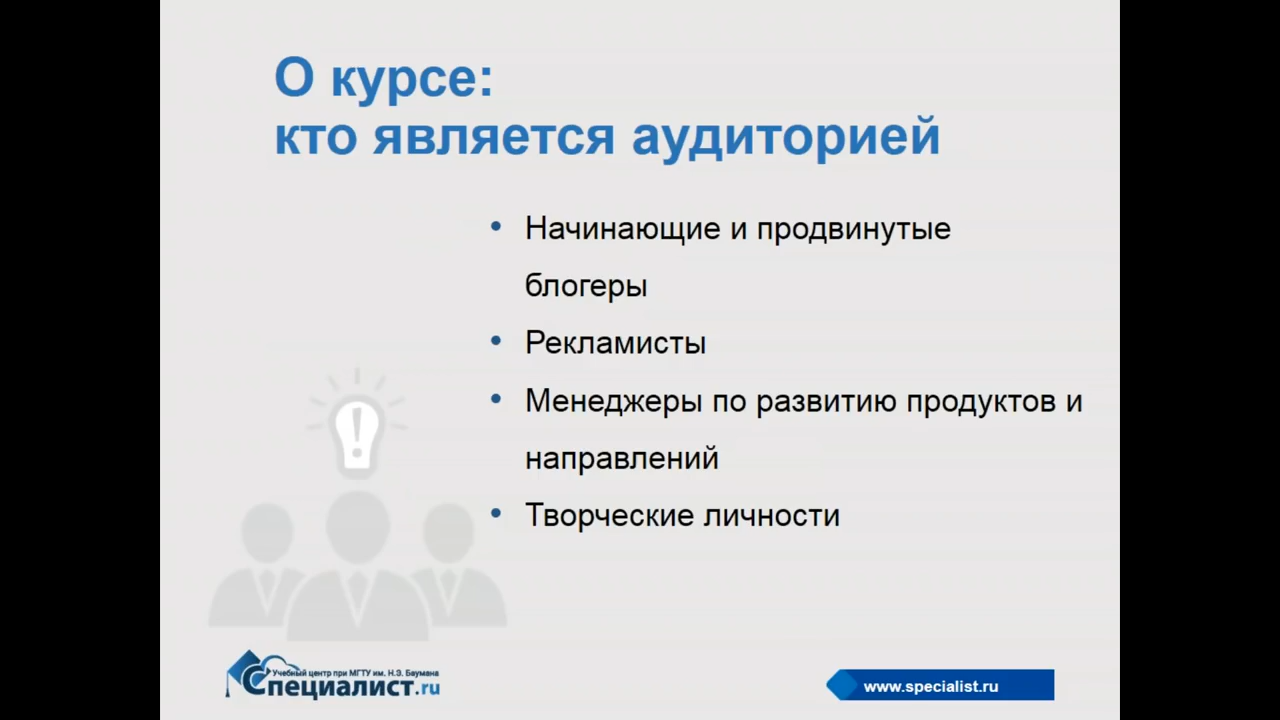 О курсе:
кто является аудиторией
• Начинающие и продвинутые
блогеры
• Рекламисты
• Менеджеры по развитию продуктов и
направлений
• Творческие личности
Учебный центр при МГТУ им. Н.Э. Баумана
Специалист.ru
www.specialist.ru